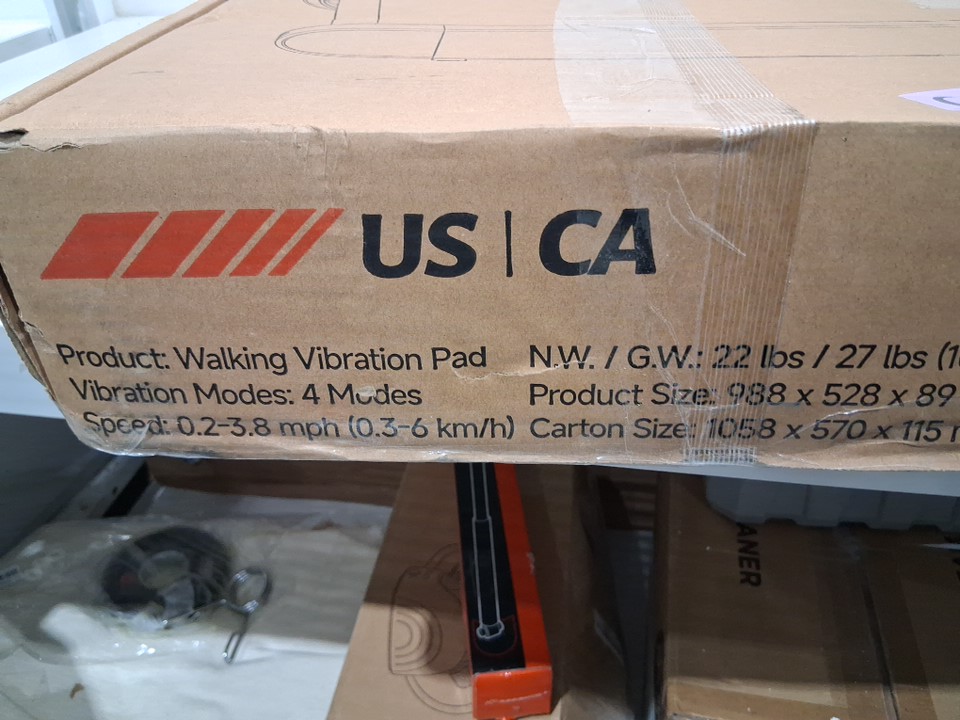 US | CA
Product: Walking Vibration Pad
N.W. / G.W.: 22 lbs / 27 lbs
Vibration Modes: 4 Modes
Product Size: 988 x 528 x 89
Speed: 0.2-3.8 mph (0.3-6 km/h)
Carton Size: 1058 x 570 x 115
ANER